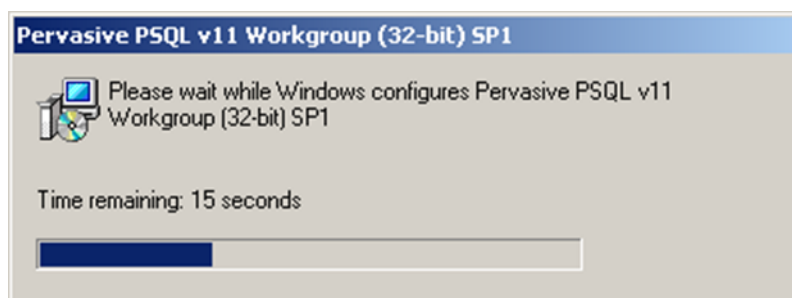 Pervasive PSQL v11 Workgroup (32-bit) SP1
Please wait while Windows configures Pervasive PSQL v11
Workgroup (32-bit) SP1
Time remaining: 15 seconds